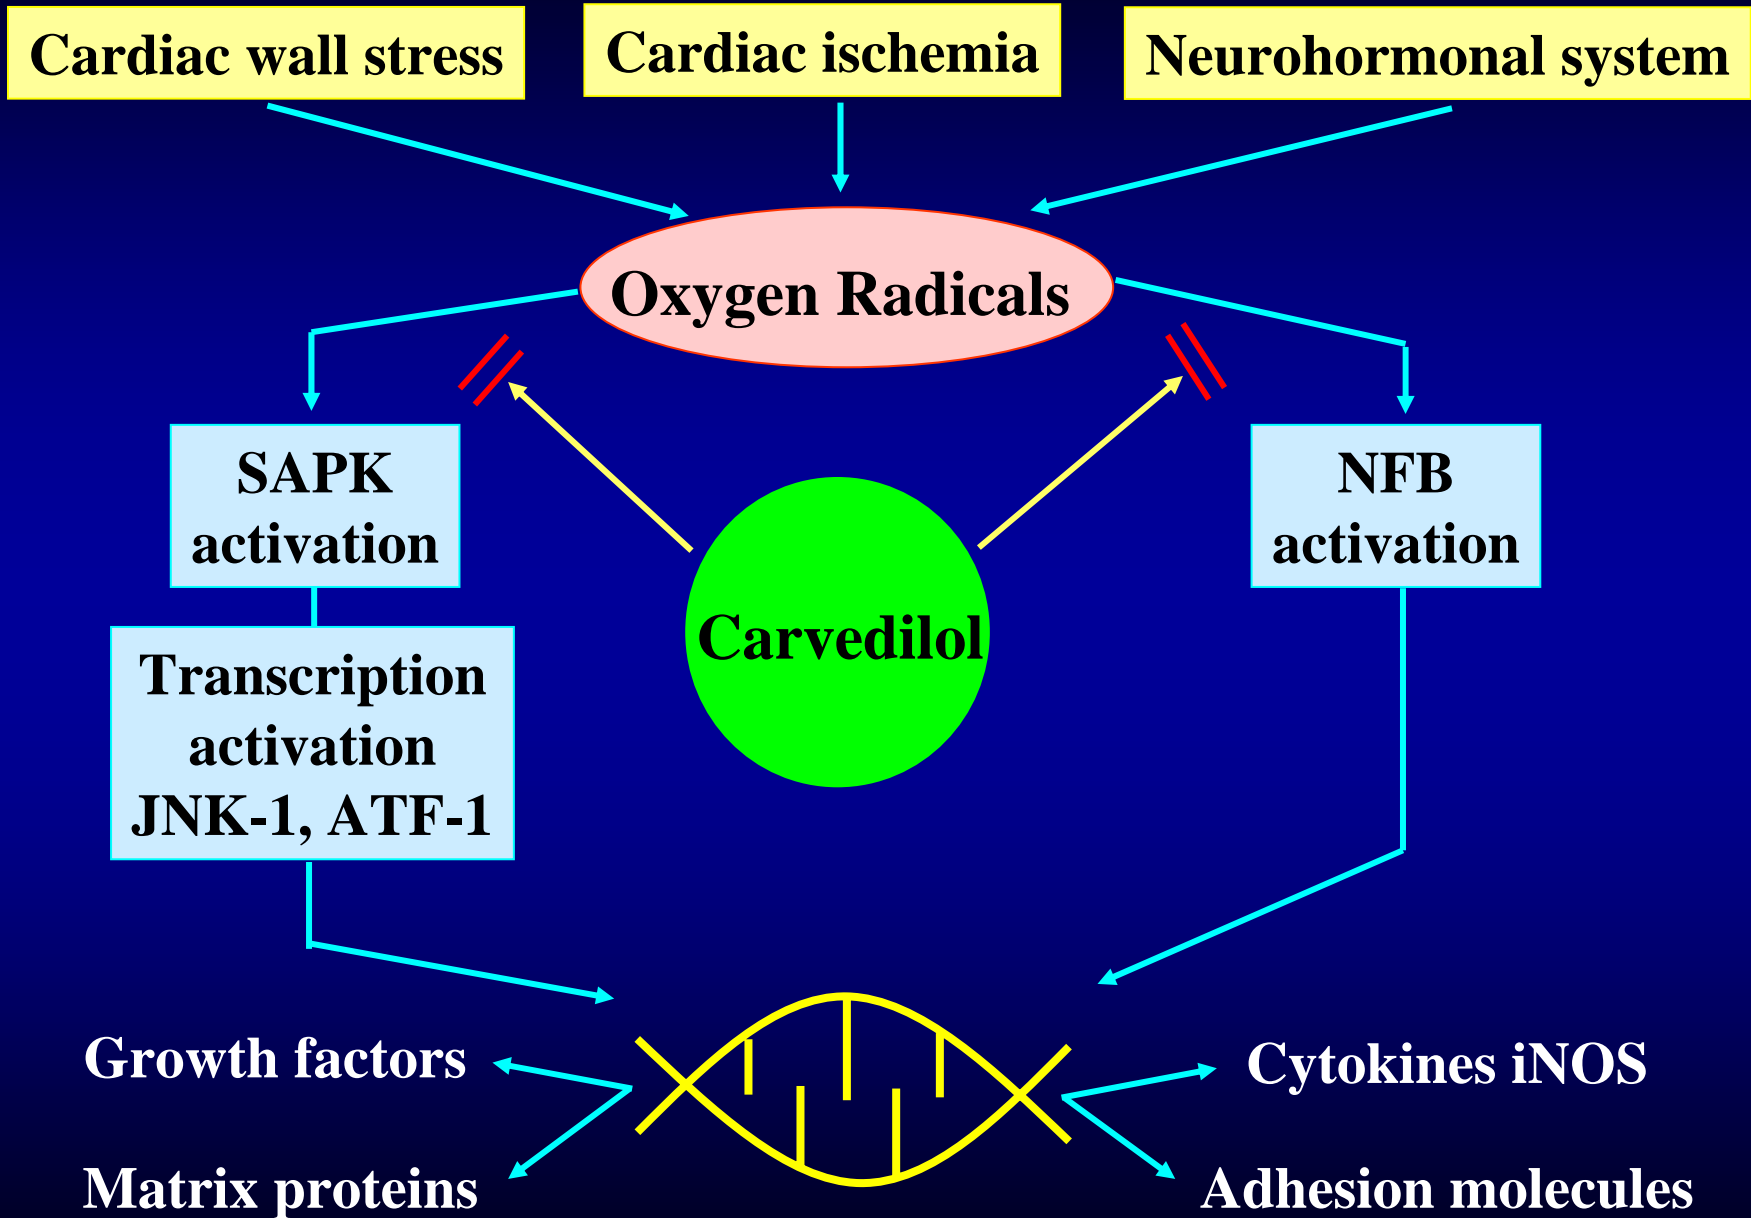 Cardiac wall stress
Cardiac ischemia
Neurohormonal system
Oxygen Radicals
SAPK
activation
NFB
activation
Carvedilol
Transcription
activation
JNK-1, ATF-1
Growth factors
Cytokines iNOS
Matrix proteins
Adhesion molecules